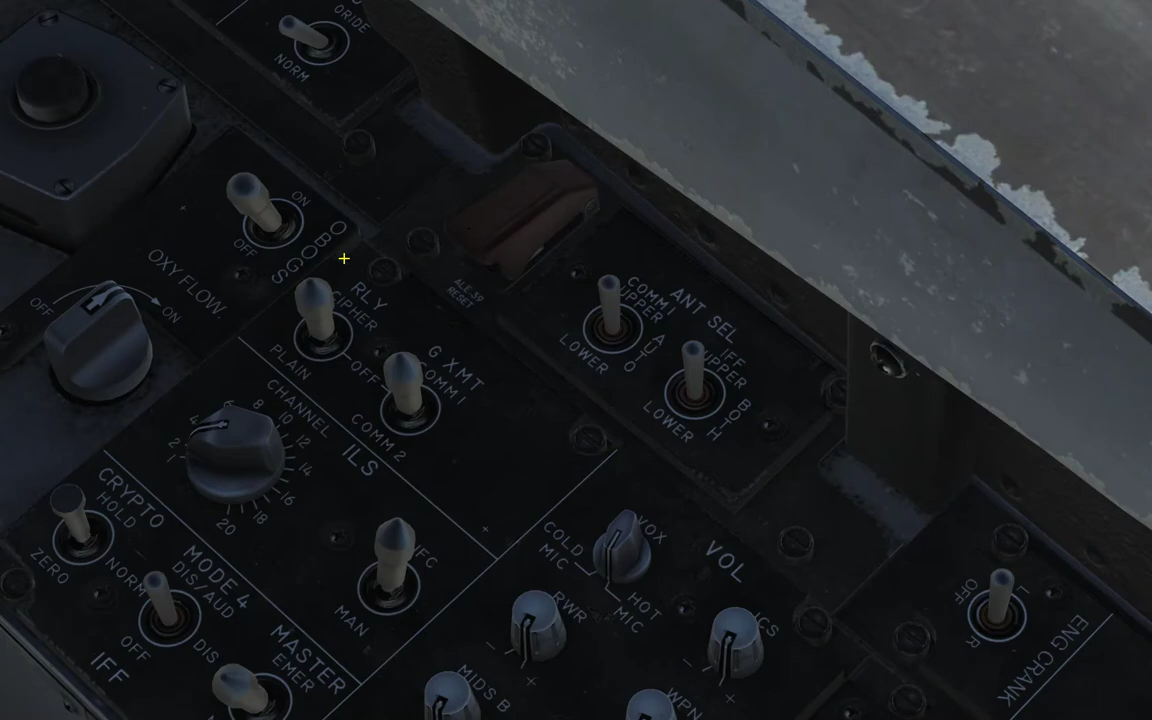 ORIDE
NORM
ON
OFF
OBOGS
OXY FLOW
OFF
ON
RLY
CIPHER
PLAIN
OFF
G XMT
COMM 1
COMM 2
ALE-39
RESET
ANT SEL
COMM 1
UPPER
AUTO
LOWER
IFF
UPPER
BOTH
LOWER
CHANNEL
ILS
1
2
4
6
8
10
12
14
16
18
20
UFC
MAN
CRYPTO
HOLD
NORM
ZERO
MODE 4
DIS/AUD
DIS
OFF
IFF
MASTER
EMER
COLD
MIC
VOX
HOT
MIC
VOL
RWR
ICS
MIDS B
WPN
ENG CRANK
L
OFF
R